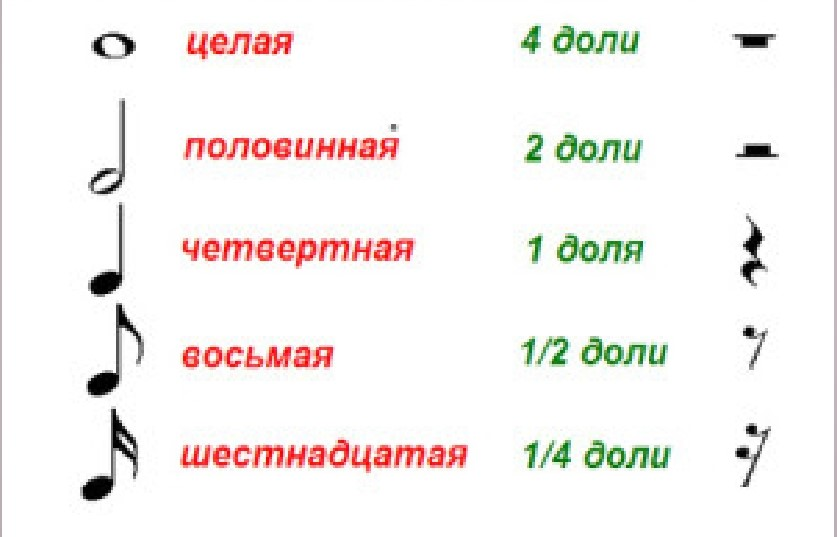 целая 4 доли
половинная 2 доли
четвертная 1 доля
восьмая 1/2 доли
шестнадцатая 1/4 доли